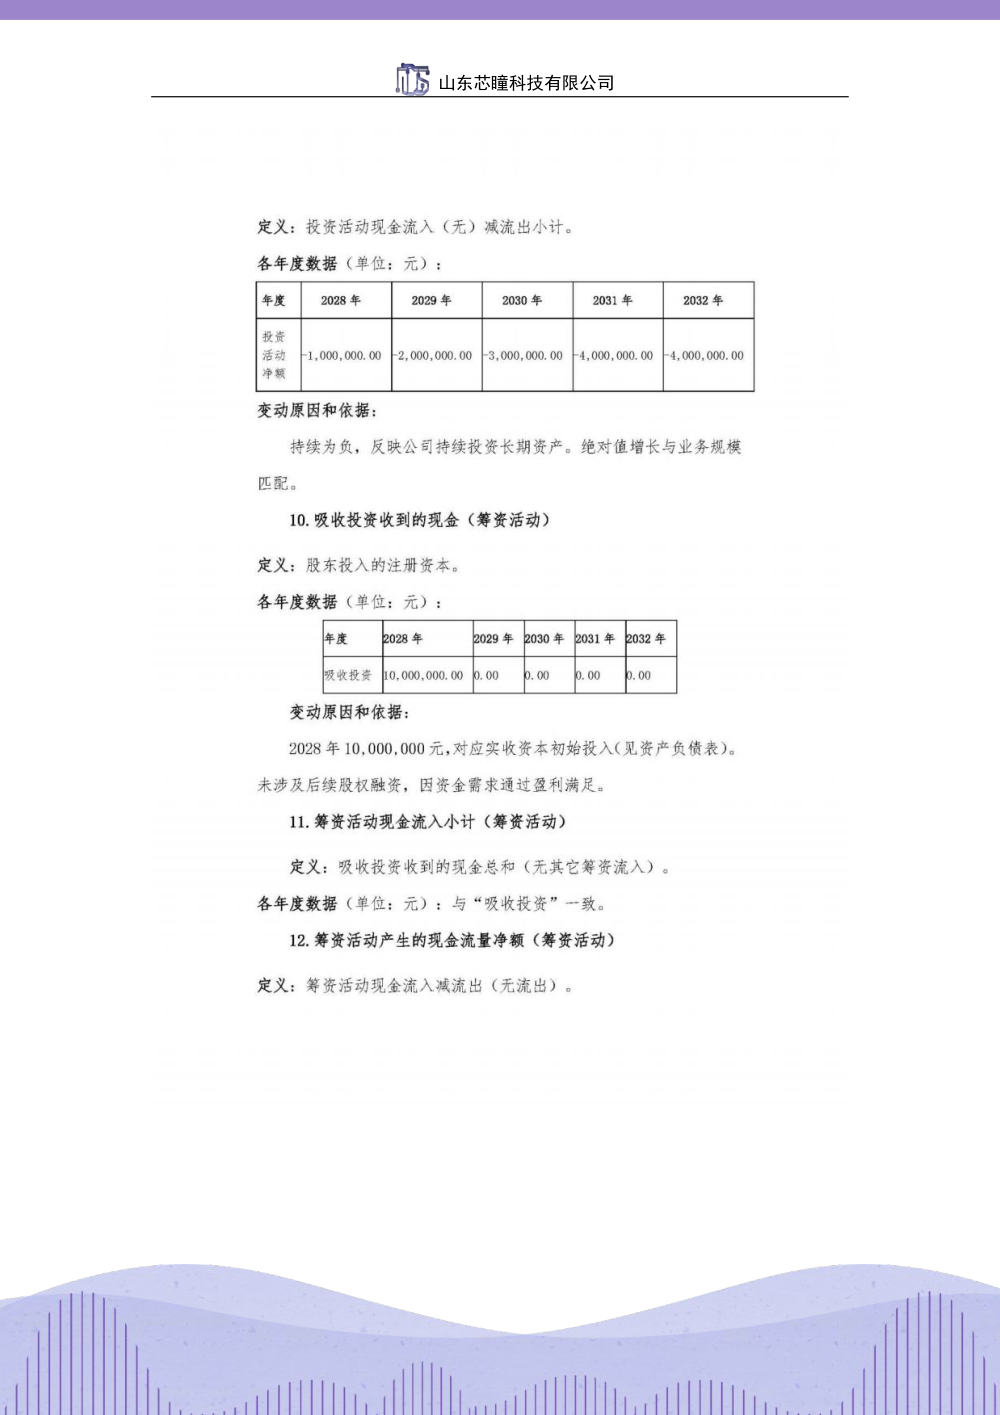 山东芯瞳科技有限公司
定义：投资活动现金流入（无）减流出小计。
各年度数据（单位：元）：
年度 2028 年 2029 年 2030 年 2031 年 2032 年
投资
活动
净额
-1,000,000.00 -2,000,000.00 -3,000,000.00 -4,000,000.00 -4,000,000.00
变动原因和依据：
持续为负，反映公司持续投资长期资产。绝对值增长与业务规模
匹配。
10.吸收投资收到的现金（筹资活动）
定义：股东投入的注册资本。
各年度数据（单位：元）：
年度 2028 年 2029 年 2030 年 2031 年 2032 年
吸收投资 10,000,000.00 0.00 0.00 0.00 0.00
变动原因和依据：
2028 年 10,000,000 元，对应实收资本初始投入（见资产负债表）。
未涉及后续股权融资，因资金需求通过盈利满足。
11.筹资活动现金流入小计（筹资活动）
定义：吸收投资收到的现金总和（无其它筹资流入）。
各年度数据（单位：元）：与“吸收投资”一致。
12.筹资活动产生的现金流量净额（筹资活动）
定义：筹资活动现金流入减流出（无流出）。